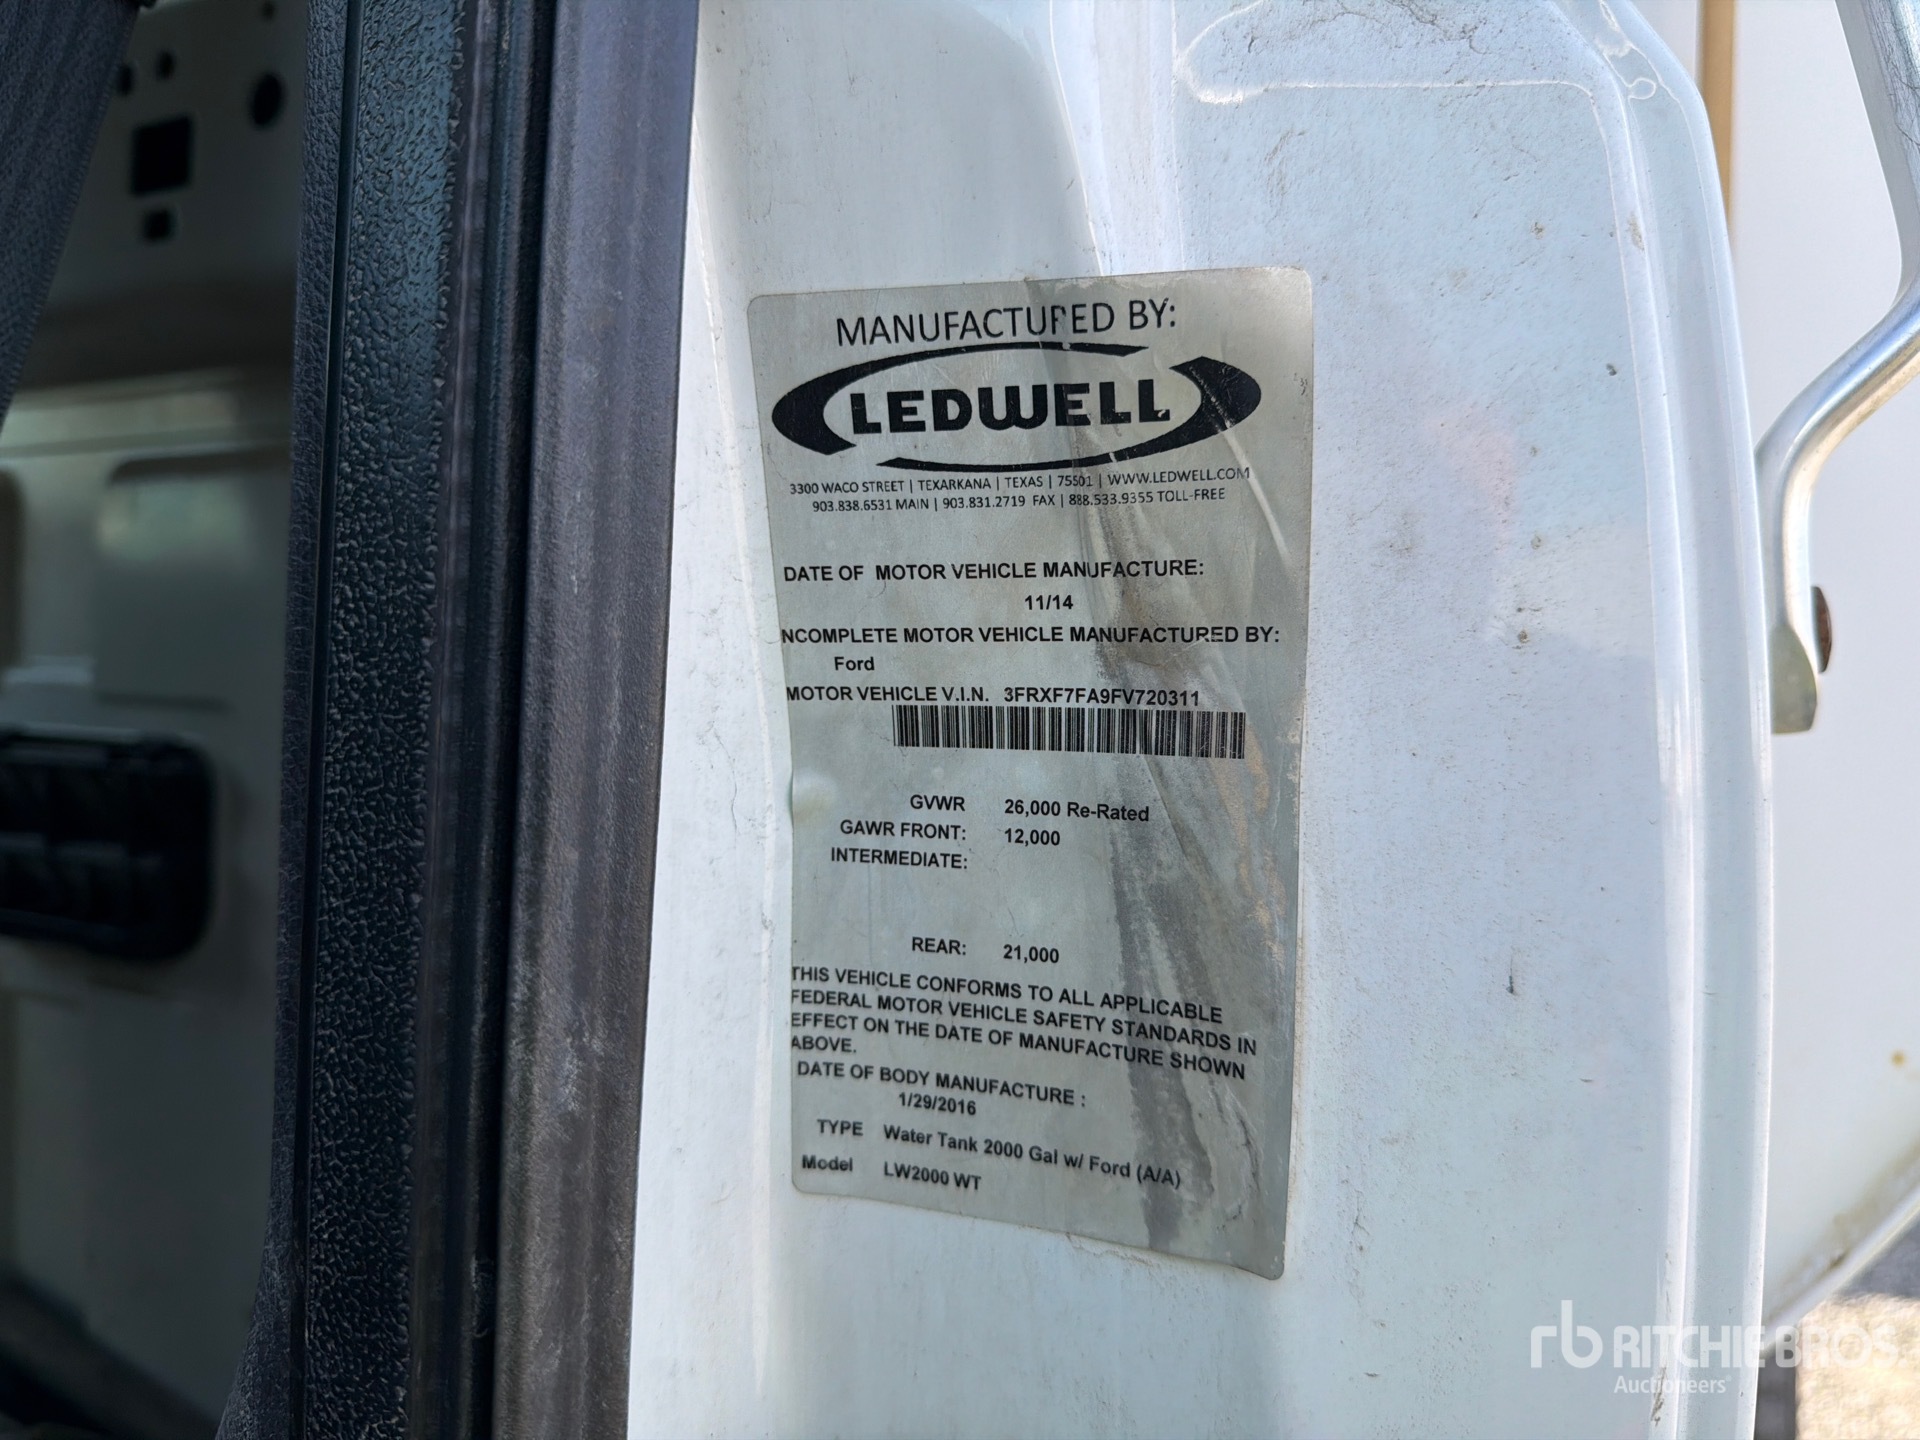 MANUFACTURED BY:
LEDWELL
3300 WACO STREET | TEXARKANA | TEXAS | 75501 | WWW.LEDWELL.COM
903.838.6531 MAIN | 903.831.2719 FAX | 888.533.9355 TOLL-FREE
DATE OF MOTOR VEHICLE MANUFACTURE:
11/14
NCOMPLETE MOTOR VEHICLE MANUFACTURED BY:
Ford
MOTOR VEHICLE V.I.N. 3FRXF7FA9FV720311
GVWR 26,000 Re-Rated
GAWR FRONT: 12,000
INTERMEDIATE:
REAR: 21,000
THIS VEHICLE CONFORMS TO ALL APPLICABLE
FEDERAL MOTOR VEHICLE SAFETY STANDARDS IN
EFFECT ON THE DATE OF MANUFACTURE SHOWN
ABOVE.
DATE OF BODY MANUFACTURE :
1/29/2016
TYPE Water Tank 2000 Gal w/ Ford (A/A)
Model LW2000 WT
rb RITCHIE BROS.
Auctioneers